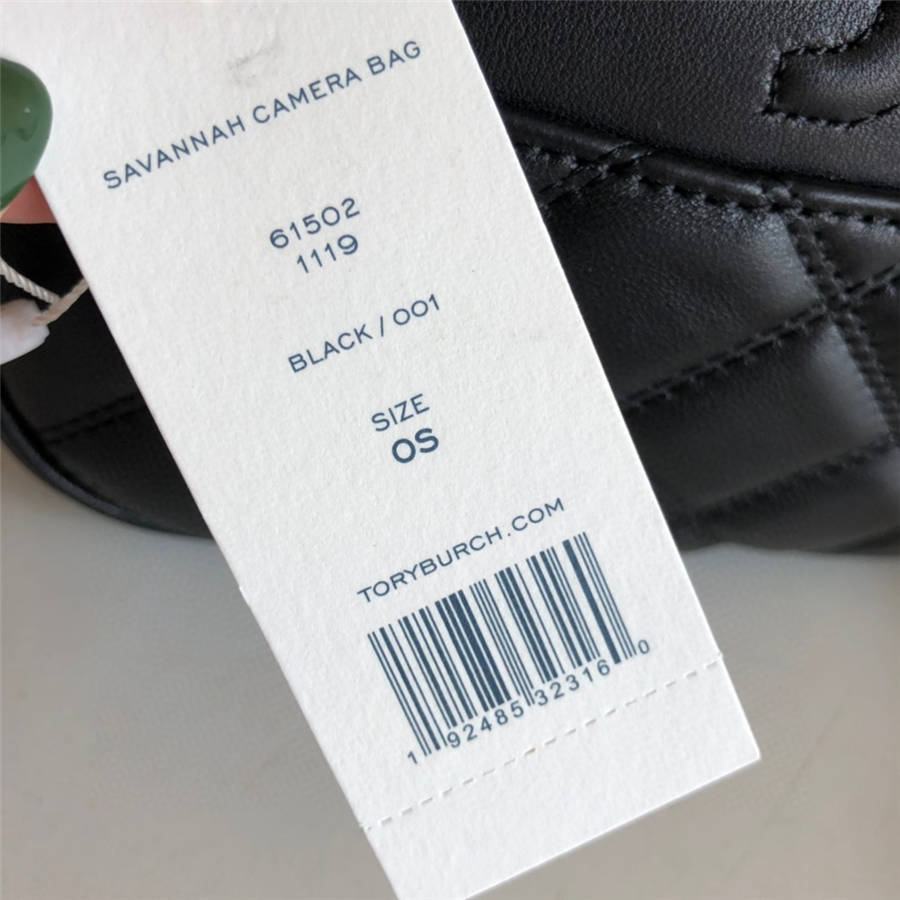 SAVANNAH CAMERA BAG
61502
1119
BLACK / 001
SIZE
OS
TORYBURCH.COM
1 92485 32316 0